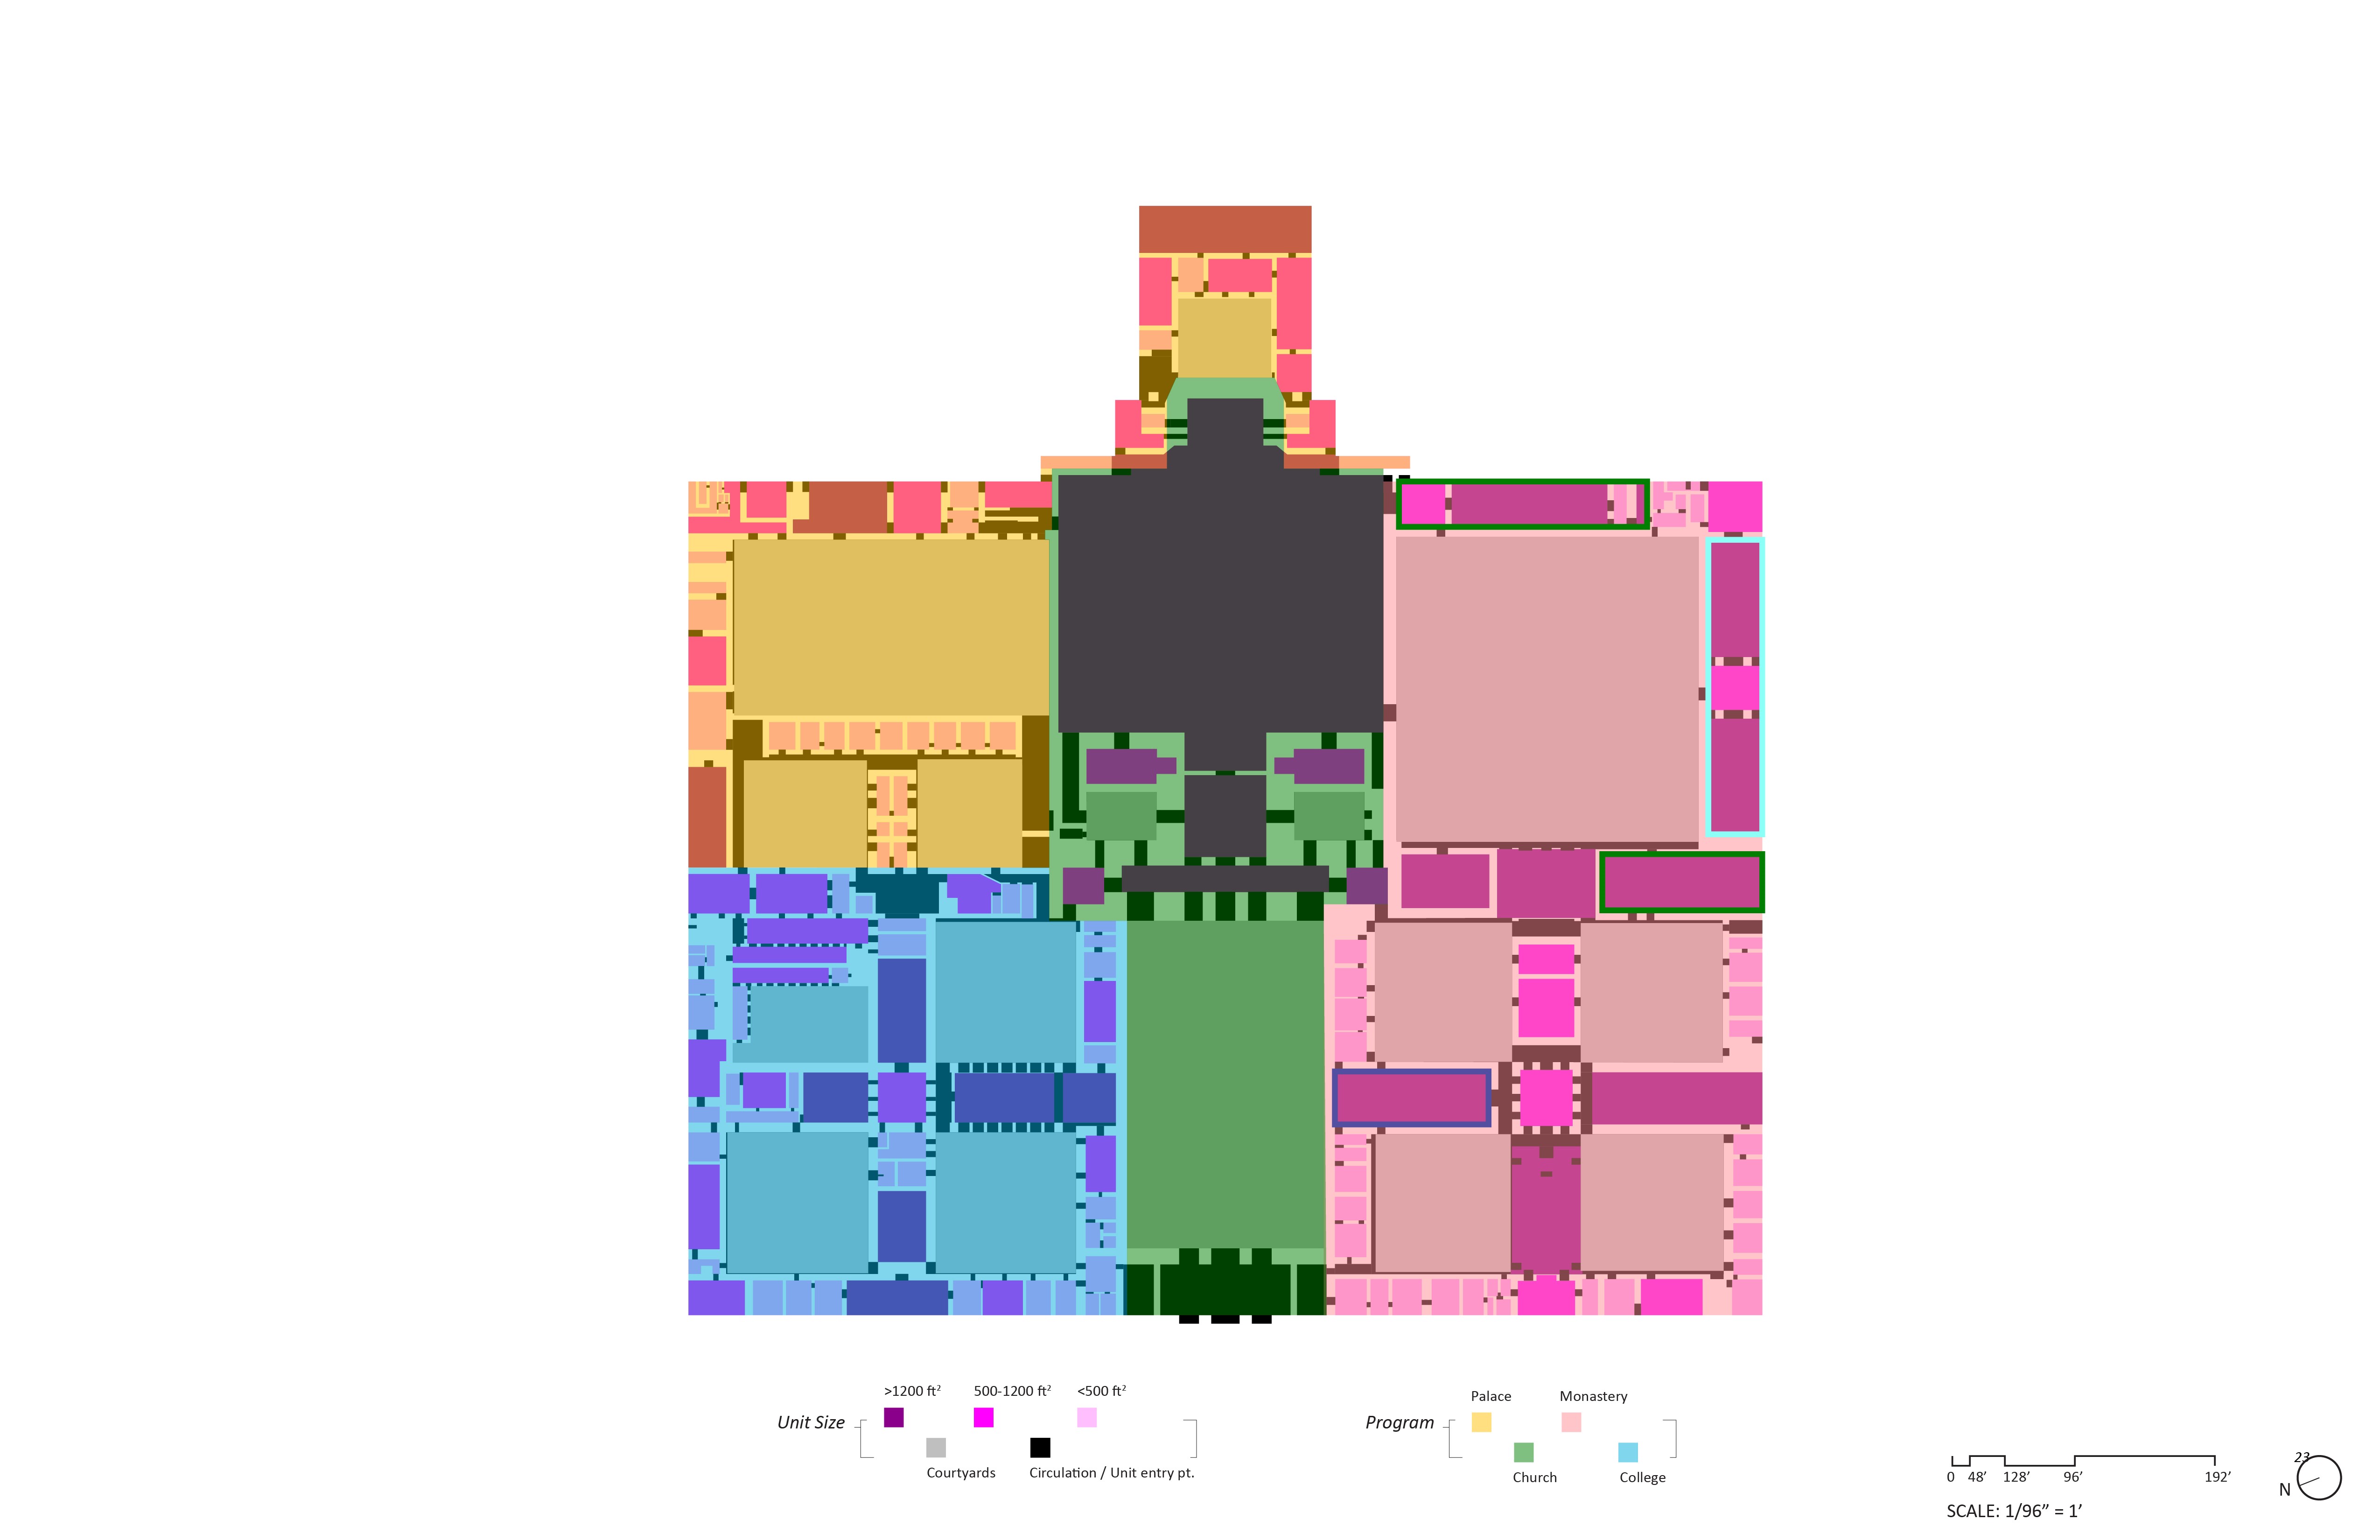 >1200 ft²
500-1200 ft²
<500 ft²
Unit Size
Courtyards
Circulation / Unit entry pt.
Palace
Monastery
Program
Church
College
0 48’ 128’ 96’ 192’
SCALE: 1/96” = 1’
23
N